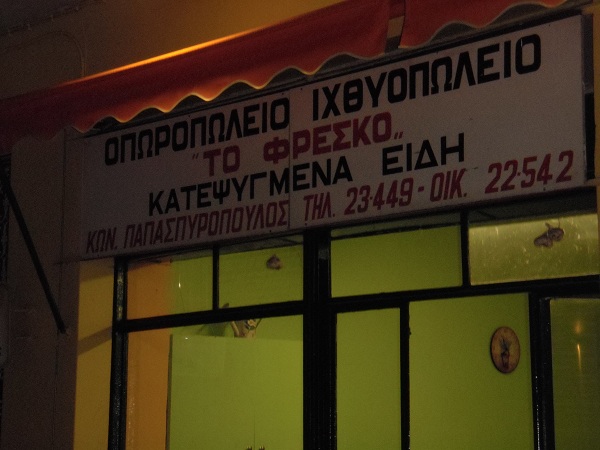 ΟΠΩΡΟΠΩΛΕΙΟ ΙΧΘΥΟΠΩΛΕΙΟ
"ΤΟ ΦΡΕΣΚΟ„
ΚΑΤΕΨΥΓΜΕΝΑ ΕΙΔΗ
ΚΩΝ. ΠΑΠΑΣΠΥΡΟΠΟΥΛΟΣ ΤΗΛ. 23·449 - ΟΙΚ. 22·542